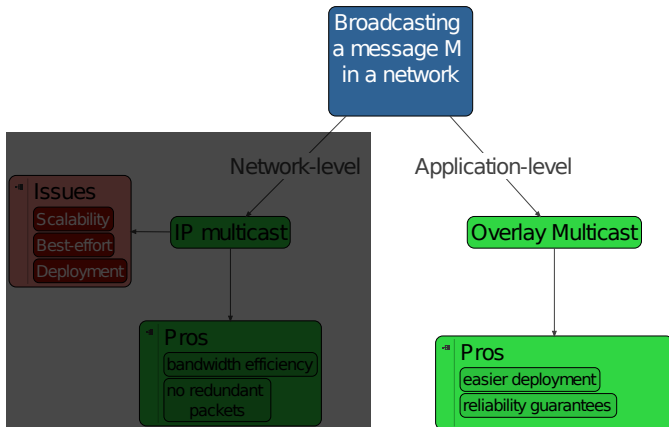 Broadcasting
a message M
in a network
Network-level
Application-level
Issues
Scalability
Best-effort
Deployment
IP multicast
Overlay Multicast
Pros
bandwidth efficiency
no redundant
packets
Pros
easier deployment
reliability guarantees